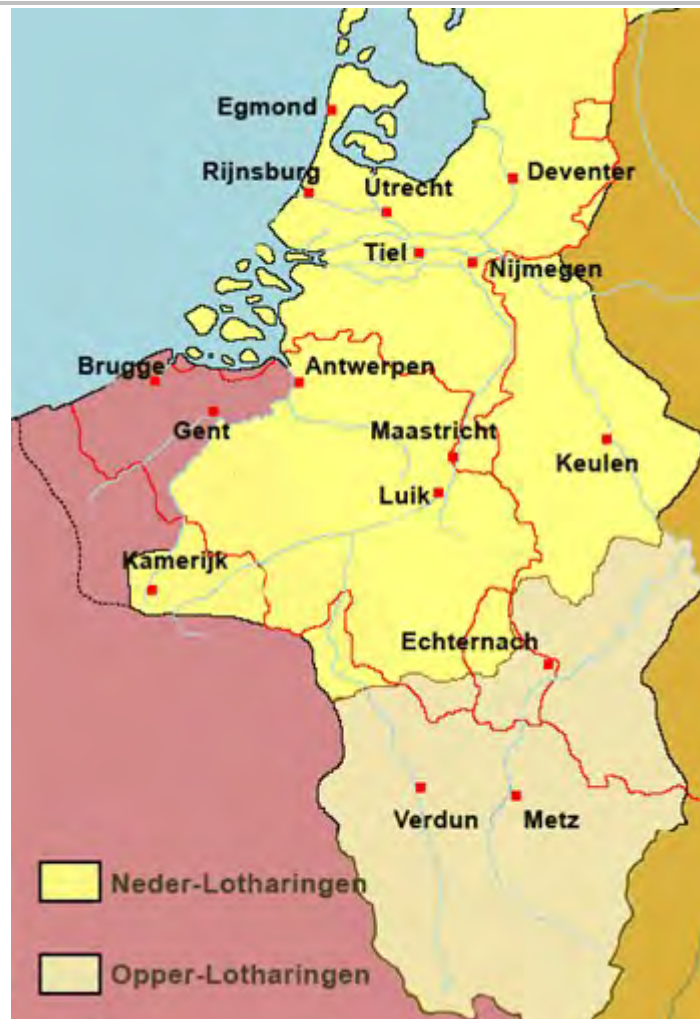 Egmond
Rijnsburg
Utrecht
Deventer
Tiel
Nijmegen
Brugge
Antwerpen
Gent
Maastricht
Keulen
Luik
Kamerijk
Echternach
Verdun
Metz
Neder-Lotharingen
Opper-Lotharingen